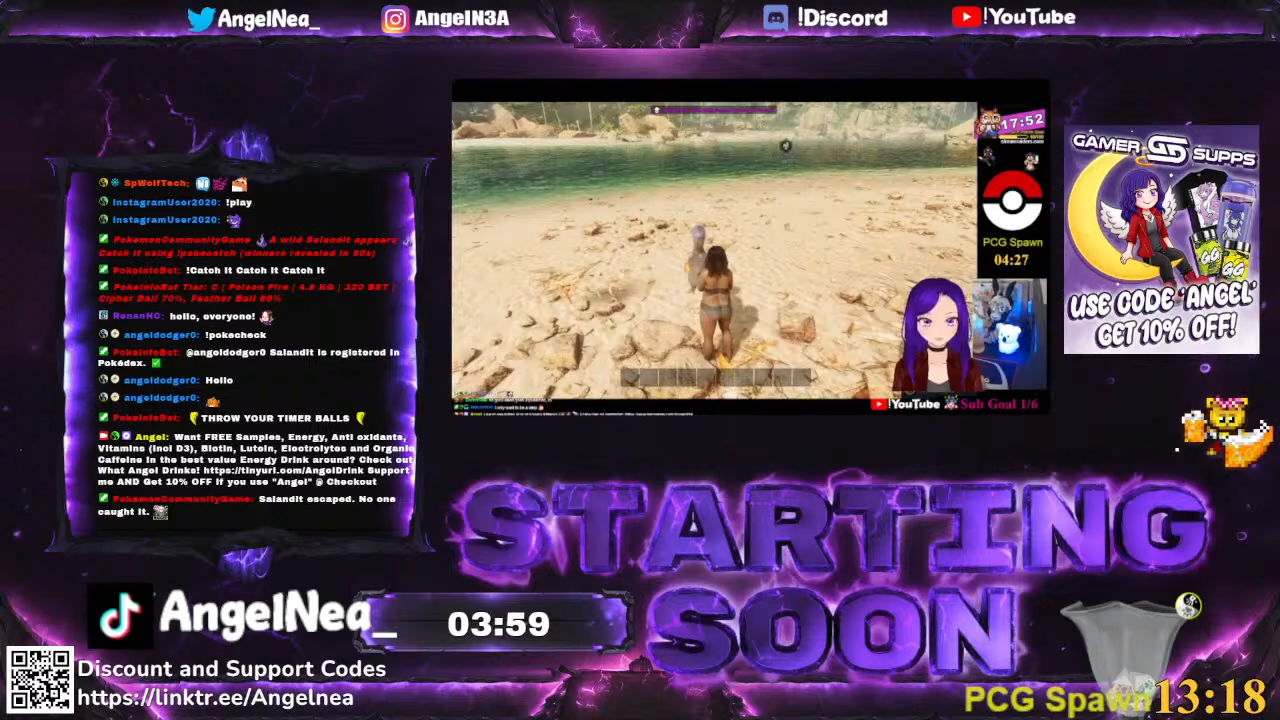 AngelNea_
AngelN3A
!Discord
!YouTube
SpWolfTech:
InstagramUser2020: !play
InstagramUser2020:
PokemonCommunityGame A wild Salandit appears
Catch it using !pokecatch (winners revealed in 90s)
PokeInfoBot: !Catch It Catch It Catch It
PokeInfoBot Tier: C | Poison Fire | 4.8 KG | 320 BST |
Cipher Ball 70%, Feather Ball 60%
RenanNC: hello, everyone!
angeldodger0: !pokecheck
PokeInfoBot: @angeldodger0 Salandit is registered in
Pokédex.
angeldodger0: Hello
angeldodger0:
PokeInfoBot: THROW YOUR TIMER BALLS
Angel: Want FREE Samples, Energy, Anti oxidants,
Vitamins (incl D3), Biotin, Lutein, Electrolytes and Organic
Caffeine in the best value Energy Drink around? Check out
What Angel Drinks! https://tinyurl.com/AngelDrink Support
me AND Get 10% OFF if you use "Angel" @ Checkout
PokemonCommunityGame: Salandit escaped. No one
caught it.
17:52
PCG Spawn
04:27
!YouTube
Sub Goal 1/6
GAMER GS SUPPS
GG
GG
USE CODE 'ANGEL'
GET 10% OFF!
STARTING
SOON
AngelNea_
03:59
Discount and Support Codes
https://linktr.ee/Angelnea
PCG Spawn
13:18